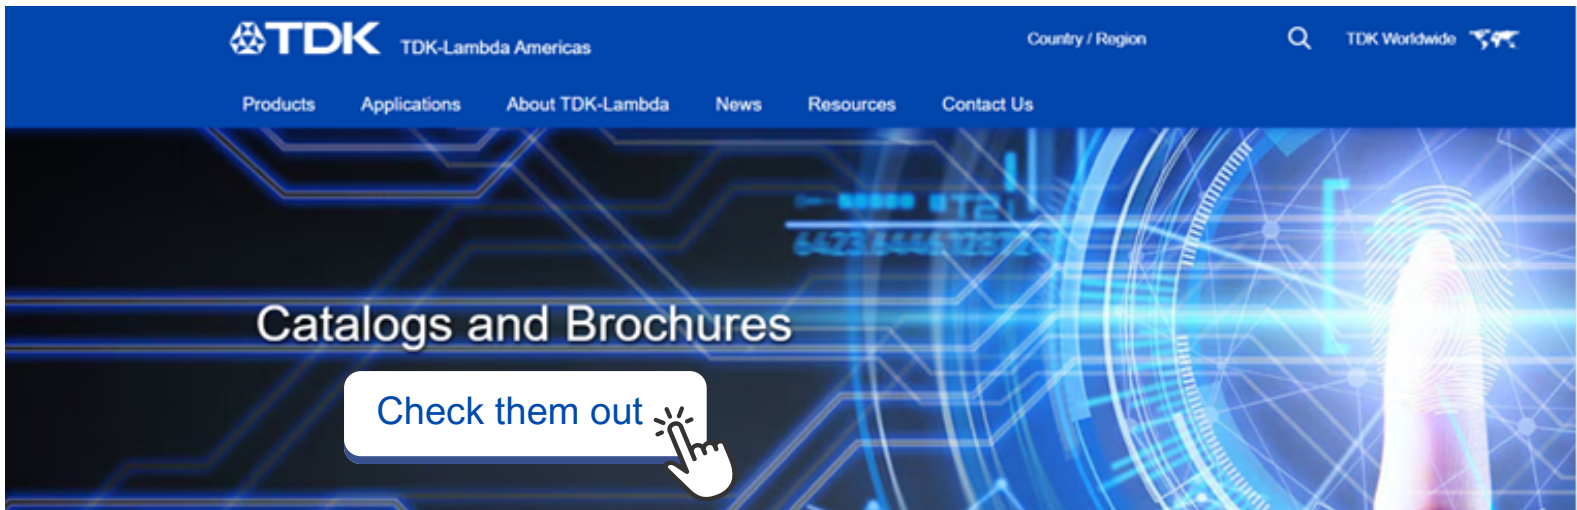 TDK TDK-Lambda Americas Country / Region TDK Worldwide
Products Applications About TDK-Lambda News Resources Contact Us
Catalogs and Brochures
Check them out